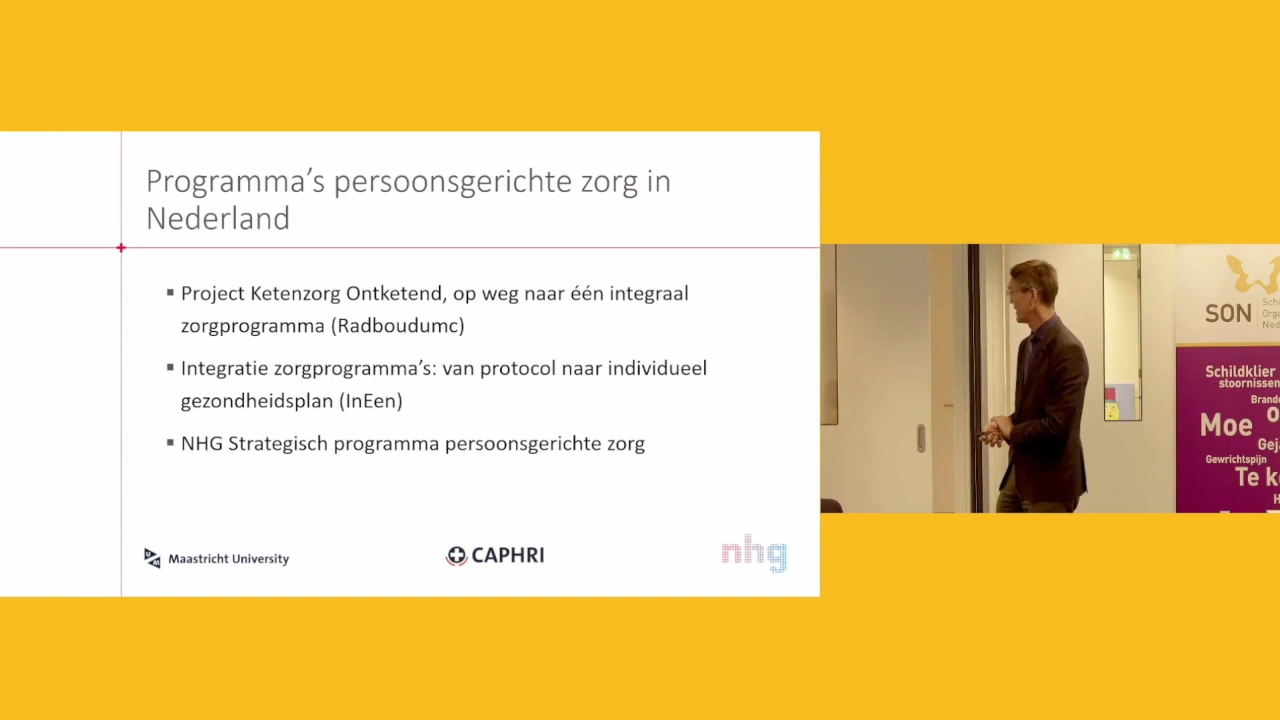 Programma’s persoonsgerichte zorg in
Nederland
▪ Project Ketenzorg Ontketend, op weg naar één integraal
zorgprogramma (Radboudumc)
▪ Integratie zorgprogramma’s: van protocol naar individueel
gezondheidsplan (InEen)
▪ NHG Strategisch programma persoonsgerichte zorg
Maastricht University
CAPHRI
nhg
SON
Schildklier
stoornissen
Moe
Gewrichtspijn